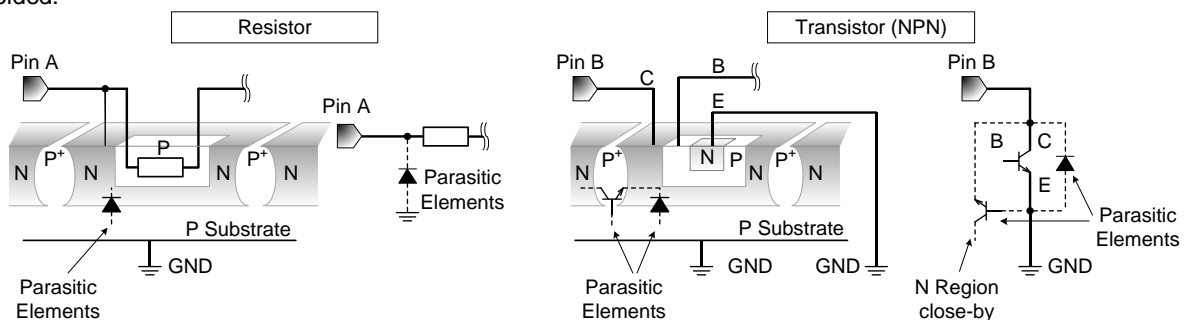 Resistor
Transistor (NPN)
Pin A
Pin A
N
P+
N
P
N
P+
N
Parasitic
Elements
P Substrate
GND
Parasitic
Elements
Pin B
C
B
E
N
P+
N
N
P
N
P+
N
P Substrate
GND
GND
Parasitic
Elements
Pin B
B
C
E
Parasitic
Elements
GND
N Region
close-by